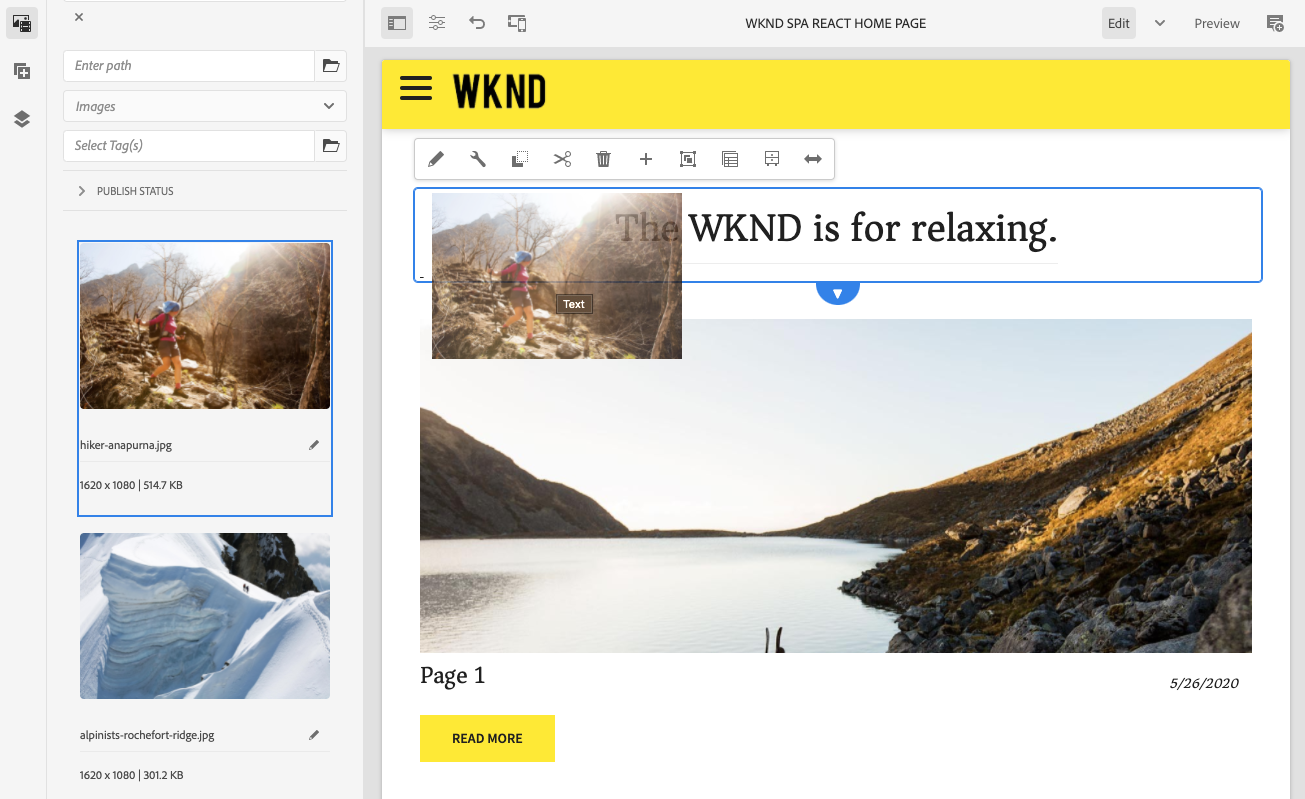 WKND SPA REACT HOME PAGE
Edit
Preview
Enter path
Images
Select Tag(s)
PUBLISH STATUS
hiker-anapurna.jpg
1620 x 1080 | 514.7 KB
alpinists-rochefort-ridge.jpg
1620 x 1080 | 301.2 KB
WKND
The WKND is for relaxing.
Text
Page 1
5/26/2020
READ MORE